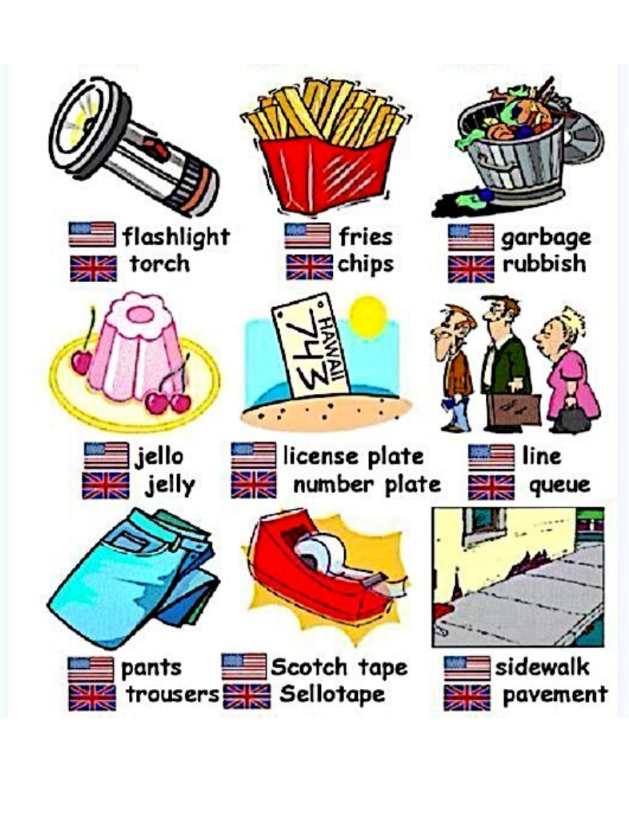 flashlight
torch
fries
chips
garbage
rubbish
HAWAII
743
jello
jelly
license plate
number plate
line
queue
pants
trousers
Scotch tape
Sellotape
sidewalk
pavement